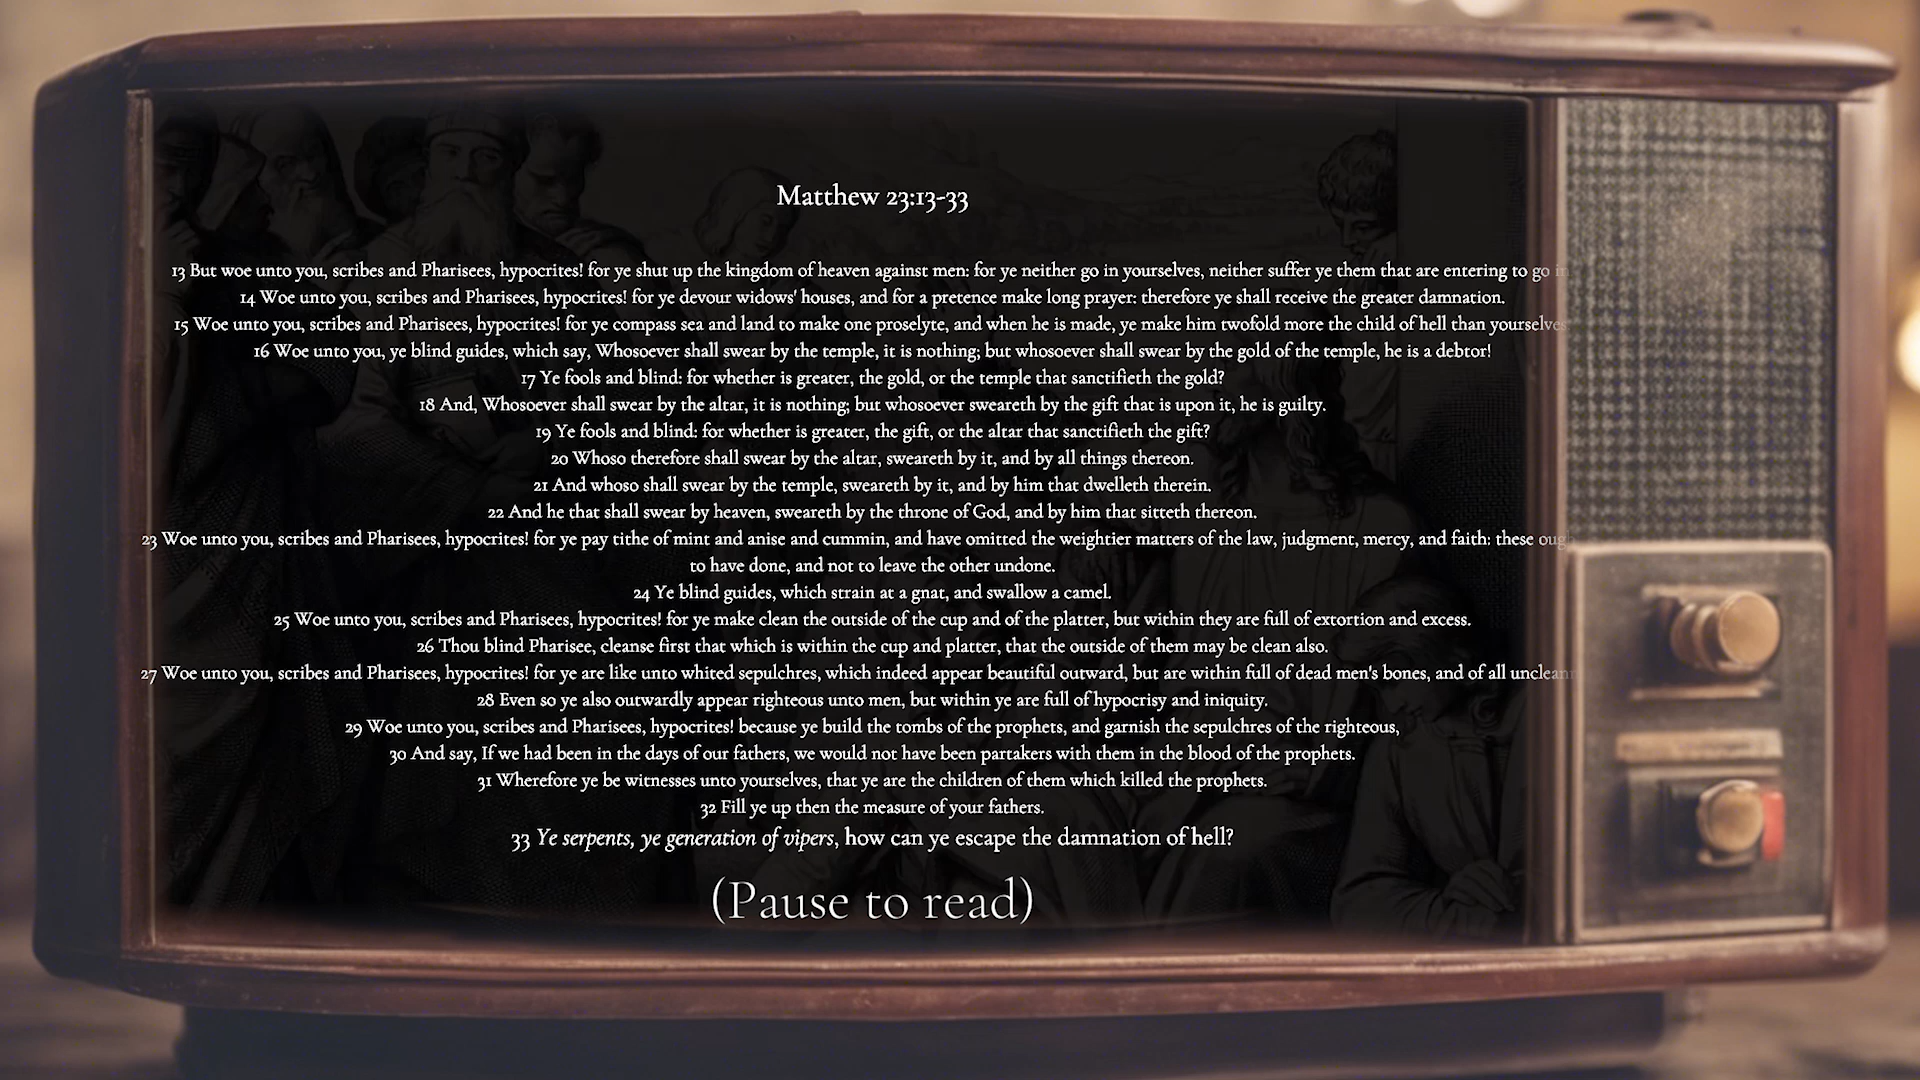 Matthew 23:13-33
13 But woe unto you, scribes and Pharisees, hypocrites! for ye shut up the kingdom of heaven against men: for ye neither go in yourselves, neither suffer ye them that are entering to go in
14 Woe unto you, scribes and Pharisees, hypocrites! for ye devour widows' houses, and for a pretence make long prayer: therefore ye shall receive the greater damnation.
15 Woe unto you, scribes and Pharisees, hypocrites! for ye compass sea and land to make one proselyte, and when he is made, ye make him twofold more the child of hell than yourselves
16 Woe unto you, ye blind guides, which say, Whosoever shall swear by the temple, it is nothing; but whosoever shall swear by the gold of the temple, he is a debtor!
17 Ye fools and blind: for whether is greater, the gold, or the temple that sanctifieth the gold?
18 And, Whosoever shall swear by the altar, it is nothing; but whosoever sweareth by the gift that is upon it, he is guilty.
19 Ye fools and blind: for whether is greater, the gift, or the altar that sanctifieth the gift?
20 Whoso therefore shall swear by the altar, sweareth by it, and by all things thereon.
21 And whoso shall swear by the temple, sweareth by it, and by him that dwelleth therein.
22 And he that shall swear by heaven, sweareth by the throne of God, and by him that sitteth thereon.
23 Woe unto you, scribes and Pharisees, hypocrites! for ye pay tithe of mint and anise and cummin, and have omitted the weightier matters of the law, judgment, mercy, and faith: these oug
to have done, and not to leave the other undone.
24 Ye blind guides, which strain at a gnat, and swallow a camel.
25 Woe unto you, scribes and Pharisees, hypocrites! for ye make clean the outside of the cup and of the platter, but within they are full of extortion and excess.
26 Thou blind Pharisee, cleanse first that which is within the cup and platter, that the outside of them may be clean also.
27 Woe unto you, scribes and Pharisees, hypocrites! for ye are like unto whited sepulchres, which indeed appear beautiful outward, but are within full of dead men's bones, and of all unclean
28 Even so ye also outwardly appear righteous unto men, but within ye are full of hypocrisy and iniquity.
29 Woe unto you, scribes and Pharisees, hypocrites! because ye build the tombs of the prophets, and garnish the sepulchres of the righteous,
30 And say, If we had been in the days of our fathers, we would not have been partakers with them in the blood of the prophets.
31 Wherefore ye be witnesses unto yourselves, that ye are the children of them which killed the prophets.
32 Fill ye up then the measure of your fathers.
33 Ye serpents, ye generation of vipers, how can ye escape the damnation of hell?
(Pause to read)